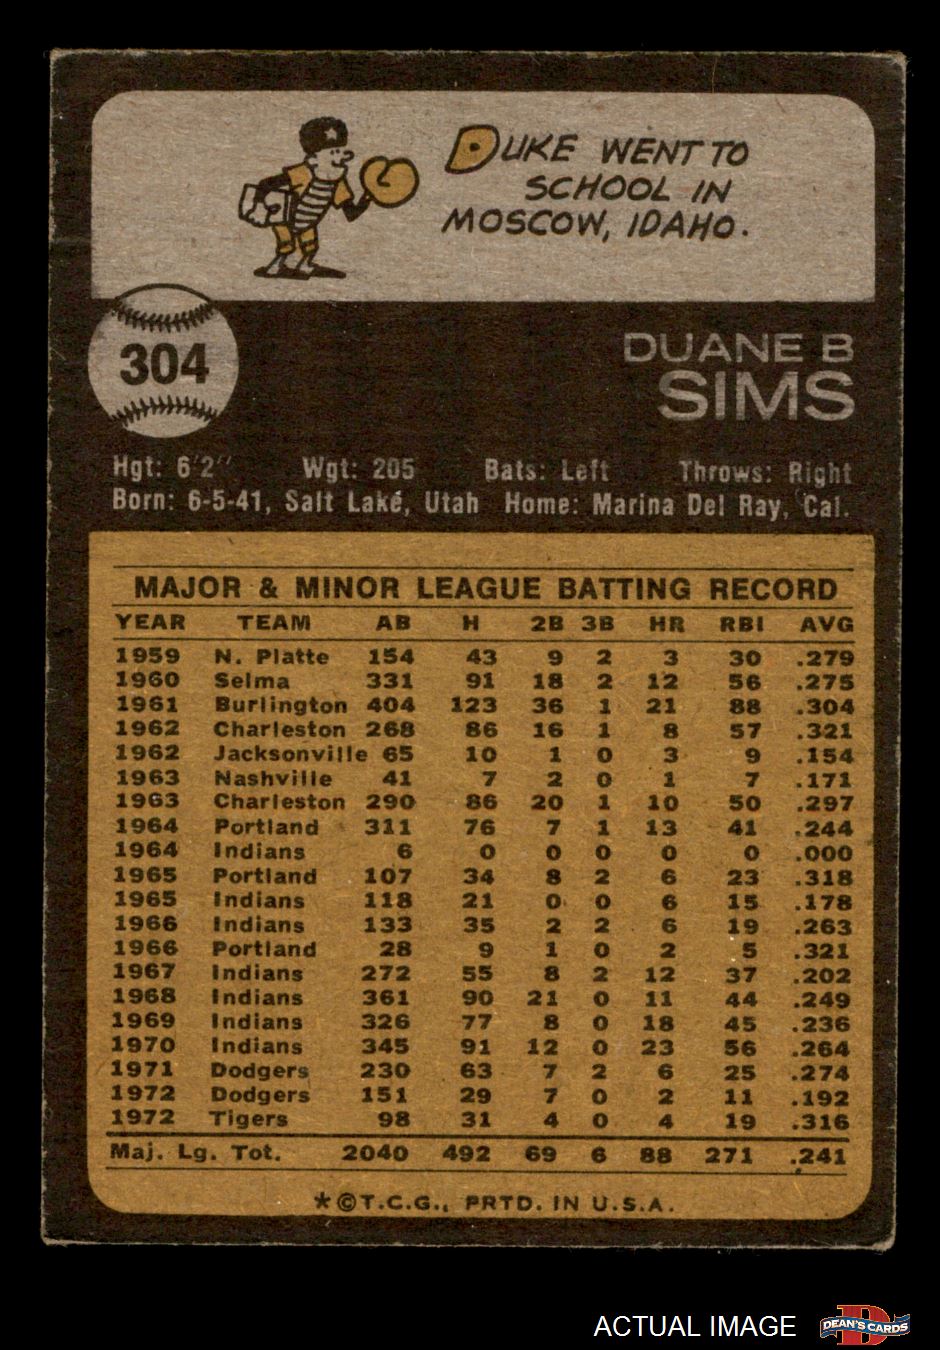 DUKE WENT TO
SCHOOL IN
MOSCOW, IDAHO.
304
DUANE B
SIMS
Hgt: 6'2" Wgt: 205 Bats: Left Throws: Right
Born: 6-5-41, Salt Lake, Utah Home: Marina Del Ray, Cal.
MAJOR & MINOR LEAGUE BATTING RECORD
YEAR TEAM AB H 2B 3B HR RBI AVG
1959 N. Platte 154 43 9 2 3 30 .279
1960 Selma 331 91 18 2 12 56 .275
1961 Burlington 404 123 36 1 21 88 .304
1962 Charleston 268 86 16 1 8 57 .321
1962 Jacksonville 65 10 1 0 3 9 .154
1963 Nashville 41 7 2 0 1 7 .171
1963 Charleston 290 86 20 1 10 50 .297
1964 Portland 311 76 7 1 13 41 .244
1964 Indians 6 0 0 0 0 0 .000
1965 Portland 107 34 8 2 6 23 .318
1965 Indians 118 21 0 0 6 15 .178
1966 Indians 133 35 2 2 6 19 .263
1966 Portland 28 9 1 0 2 5 .321
1967 Indians 272 55 8 2 12 37 .202
1968 Indians 361 90 21 0 11 44 .249
1969 Indians 326 77 8 0 18 45 .236
1970 Indians 345 91 12 0 23 56 .264
1971 Dodgers 230 63 7 2 6 25 .274
1972 Dodgers 151 29 7 0 2 11 .192
1972 Tigers 98 31 4 0 4 19 .316
Maj. Lg. Tot. 2040 492 69 6 88 271 .241
*©T.C.G., PRTD. IN U.S.A.
ACTUAL IMAGE
DEAN'S CARDS